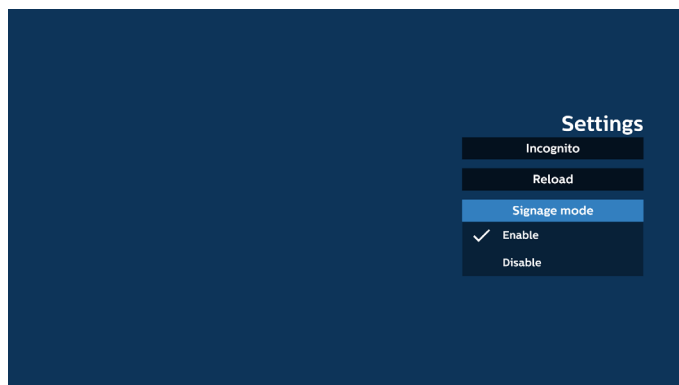 Settings
Incognito
Reload
Signage mode
Enable
Disable